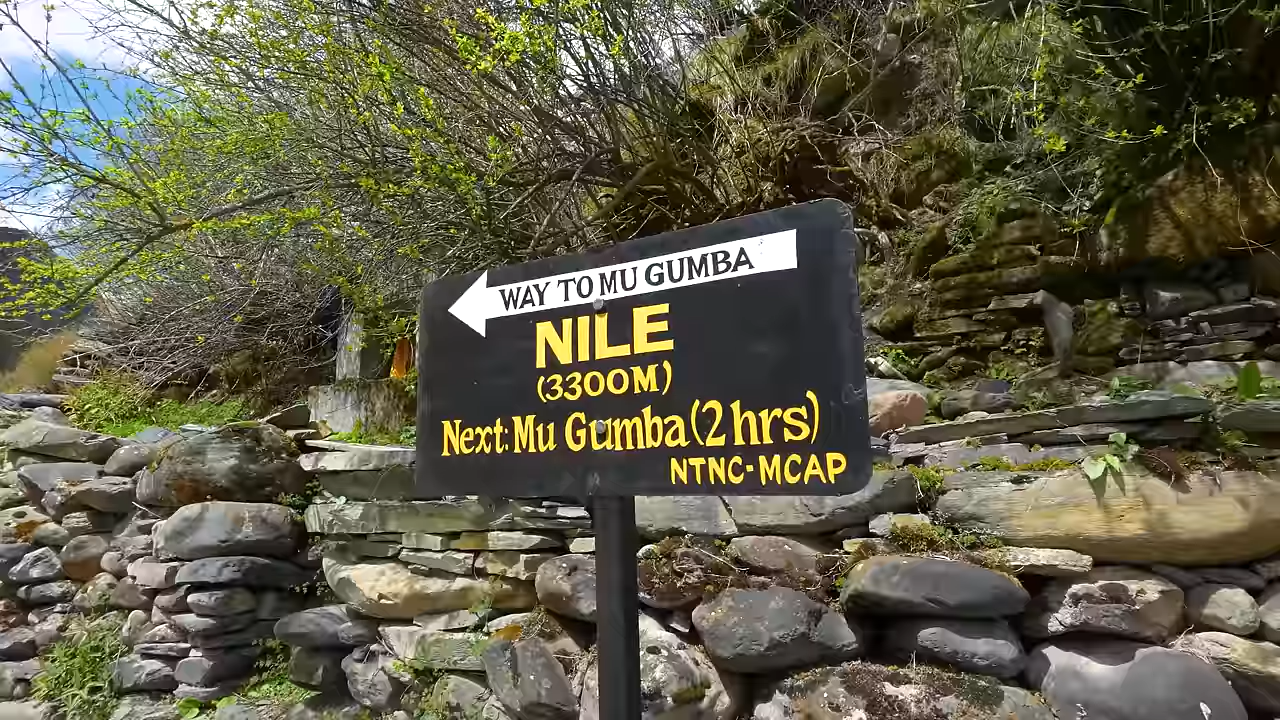 WAY TO MU GUMBA
NILE
(3300M)
Next: Mu Gumba (2 hrs)
NTNC-MCAP